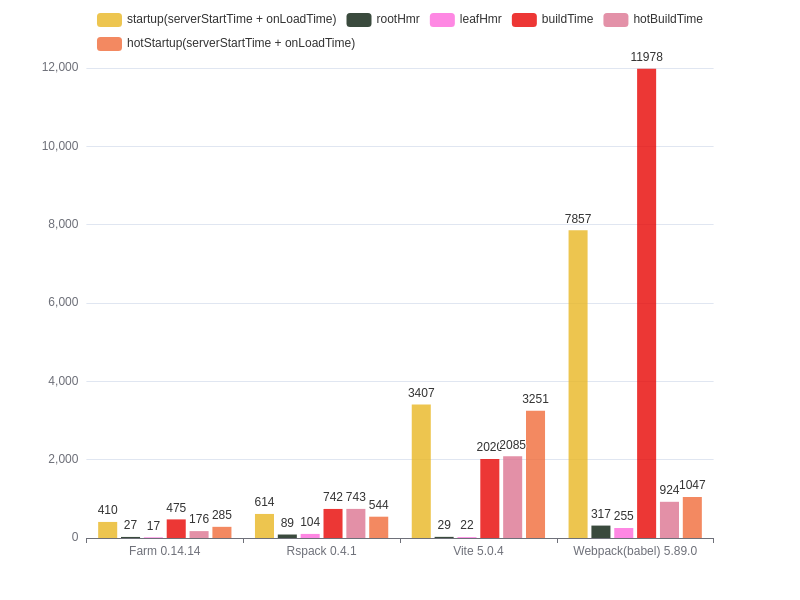 startup(serverStartTime + onLoadTime) rootHmr leafHmr buildTime hotBuildTime
hotStartup(serverStartTime + onLoadTime)
11978
12,000
10,000
7857
8,000
6,000
4,000
3407 3251
2,000
2020 2085
410 27 17 475 176 285
614 89 104 742 743 544
29 22
317 255 924 1047
0
Farm 0.14.14 Rspack 0.4.1 Vite 5.0.4 Webpack(babel) 5.89.0